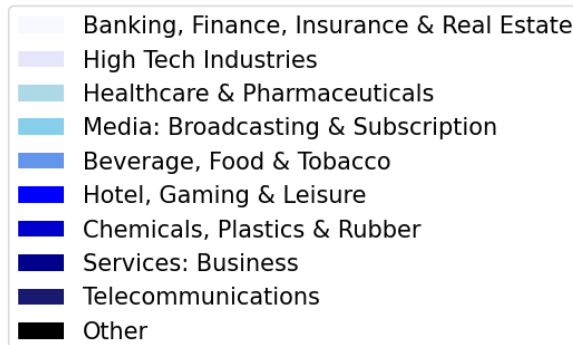 Banking, Finance, Insurance & Real Estate
High Tech Industries
Healthcare & Pharmaceuticals
Media: Broadcasting & Subscription
Beverage, Food & Tobacco
Hotel, Gaming & Leisure
Chemicals, Plastics & Rubber
Services: Business
Telecommunications
Other